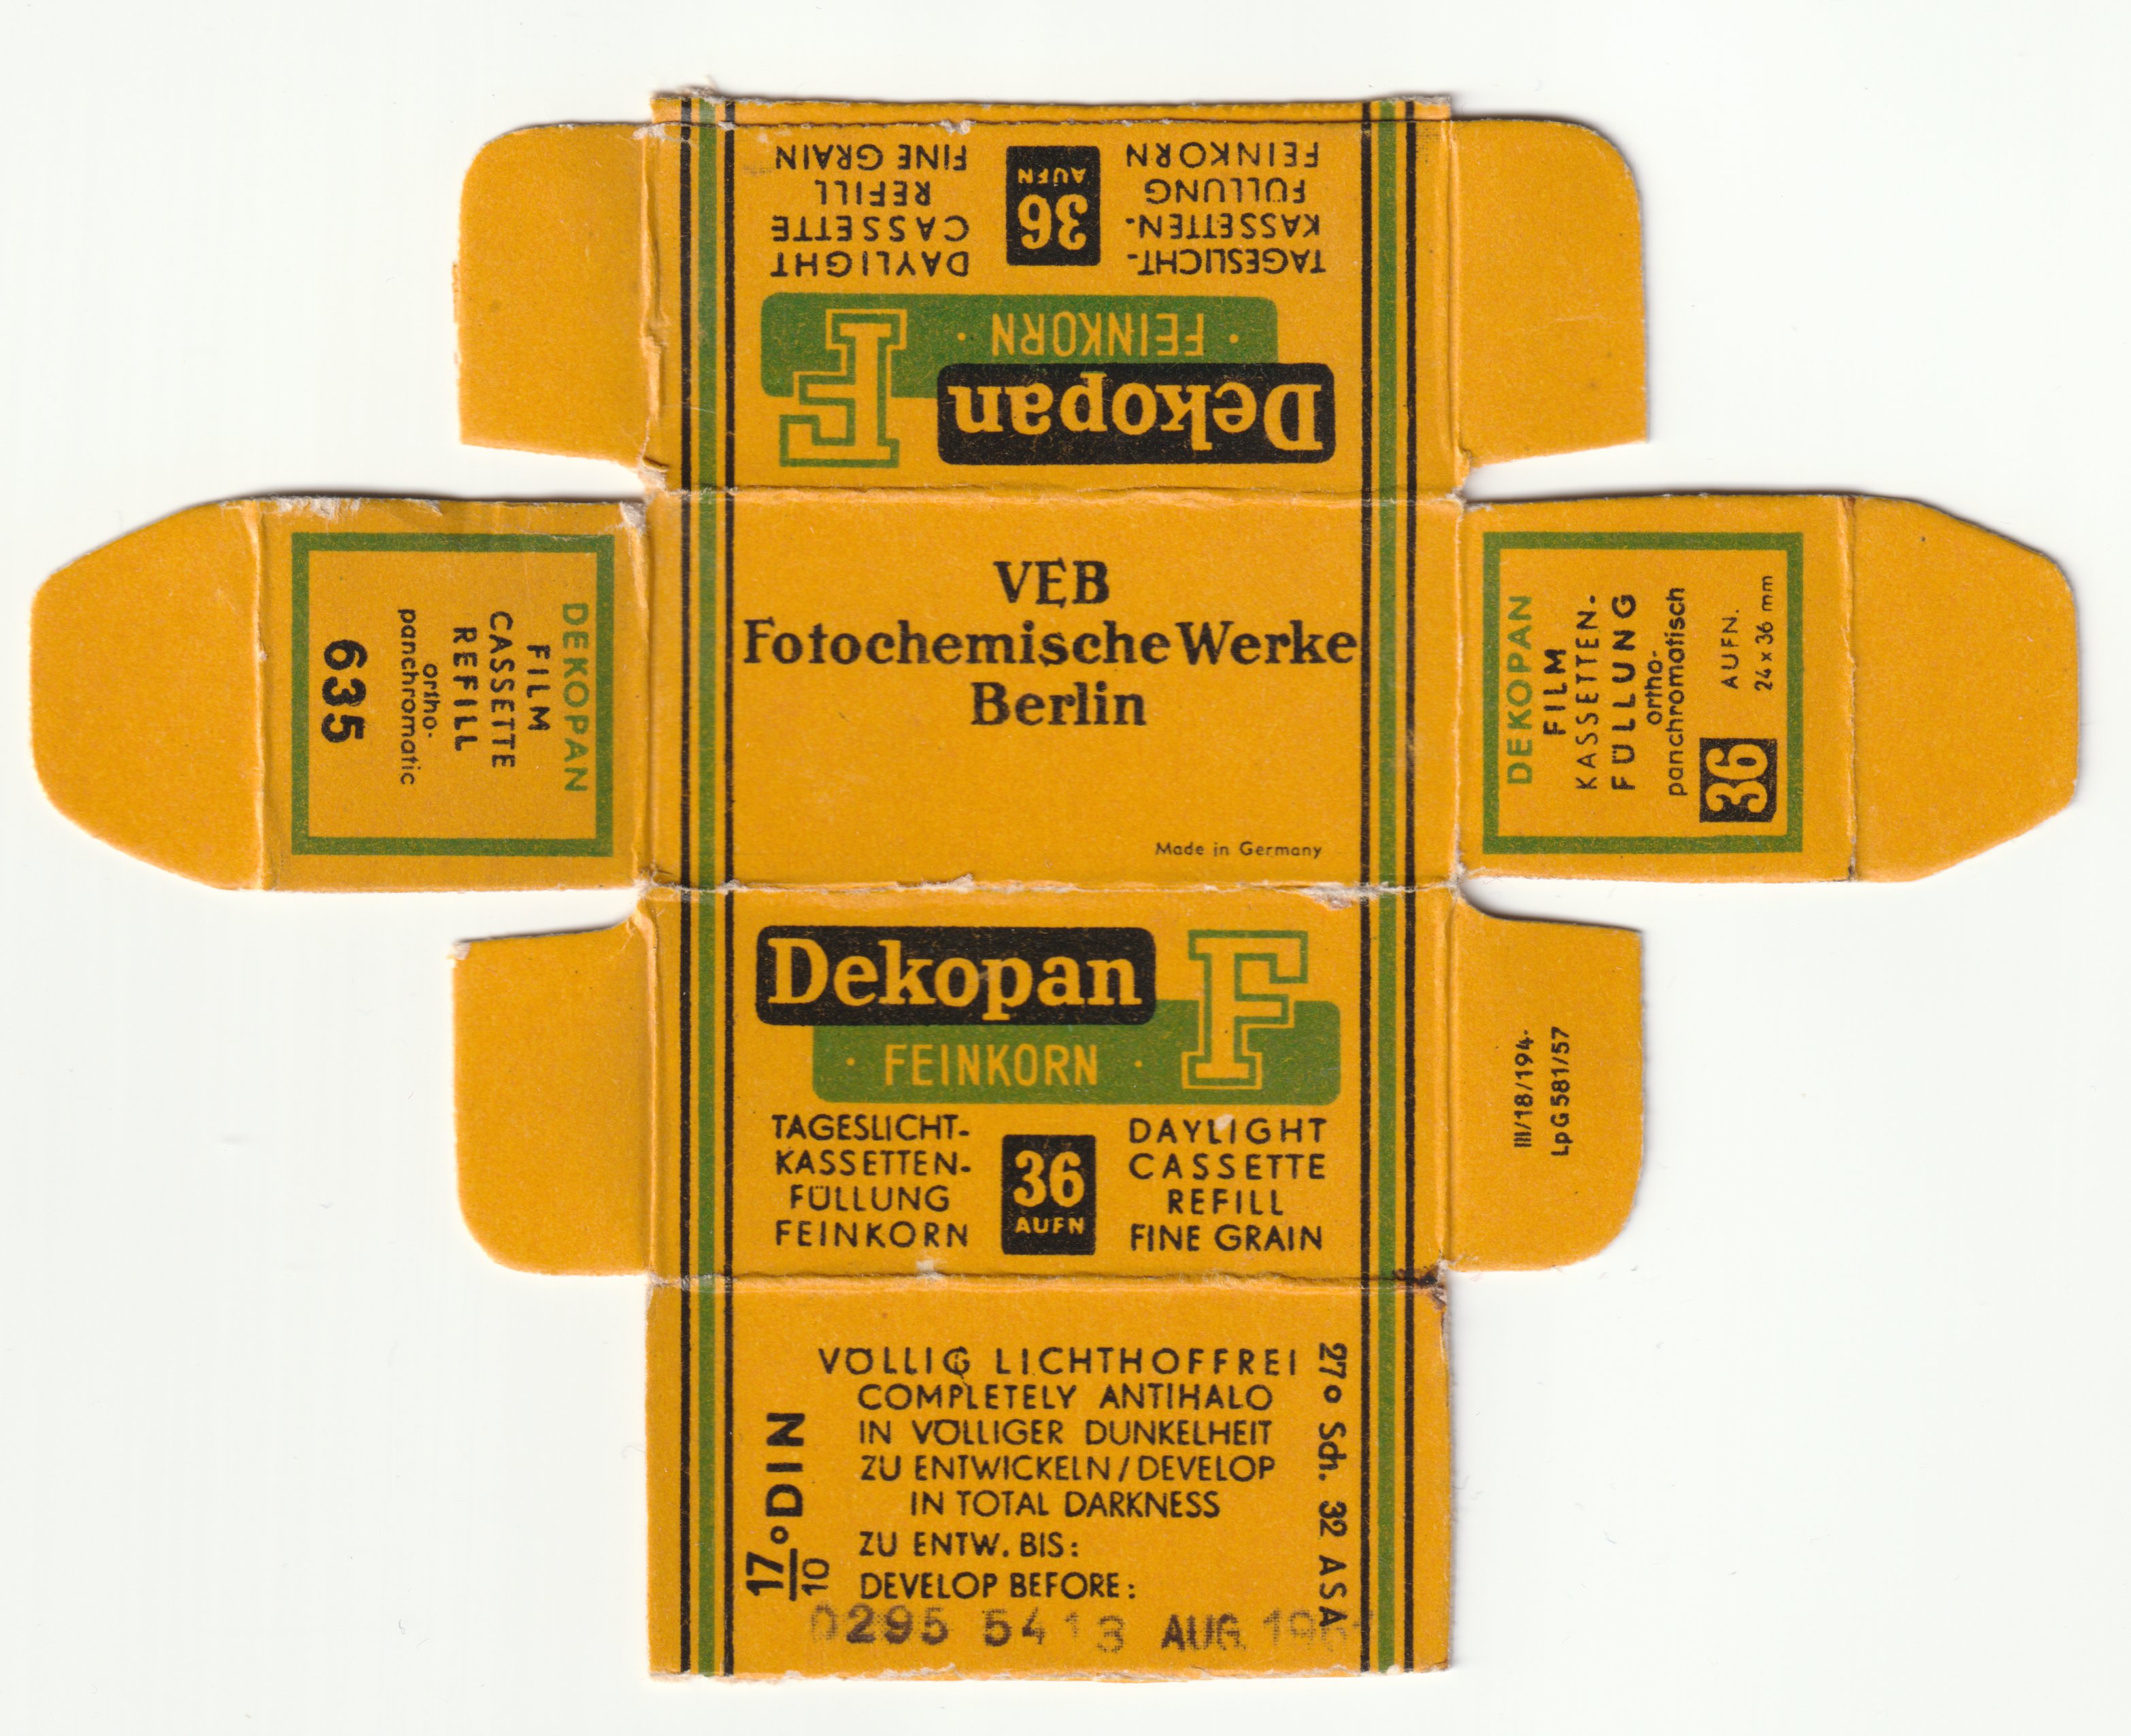 TAGESLICHT-
KASSETTEN-
FÜLLUNG
FEINKORN
36
AUFN
DAYLIGHT
CASSETTE
REFILL
FINE GRAIN
Dekopan F
· FEINKORN ·
VEB
Fotochemische Werke
Berlin
Made in Germany
DEKOPAN
FILM
CASSETTE
REFILL
ortho-
panchromatic
635
DEKOPAN
FILM
KASSETTEN-
FÜLLUNG
ortho-
panchromatisch
36 AUFN.
24 x 36 mm
Dekopan F
· FEINKORN ·
TAGESLICHT-
KASSETTEN-
FÜLLUNG
FEINKORN
36
AUFN
DAYLIGHT
CASSETTE
REFILL
FINE GRAIN
III/18/194-
LpG 581/57
VÖLLIG LICHTHOFFREI
COMPLETELY ANTIHALO
IN VÖLLIGER DUNKELHEIT
ZU ENTWICKELN / DEVELOP
IN TOTAL DARKNESS
ZU ENTW. BIS:
DEVELOP BEFORE:
17/10 ° DIN
27° Sch. 32 ASA
0295 5413 AUG.